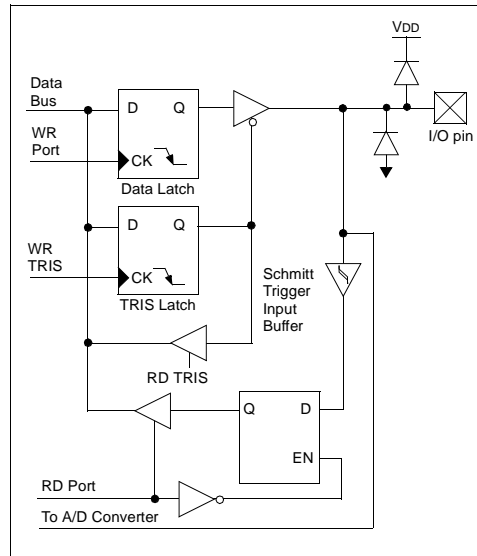 VDD
Data
Bus
D Q
WR
Port
CK
Data Latch
I/O pin
D Q
WR
TRIS
CK
TRIS Latch
Schmitt
Trigger
Input
Buffer
RD TRIS
Q D
EN
RD Port
To A/D Converter